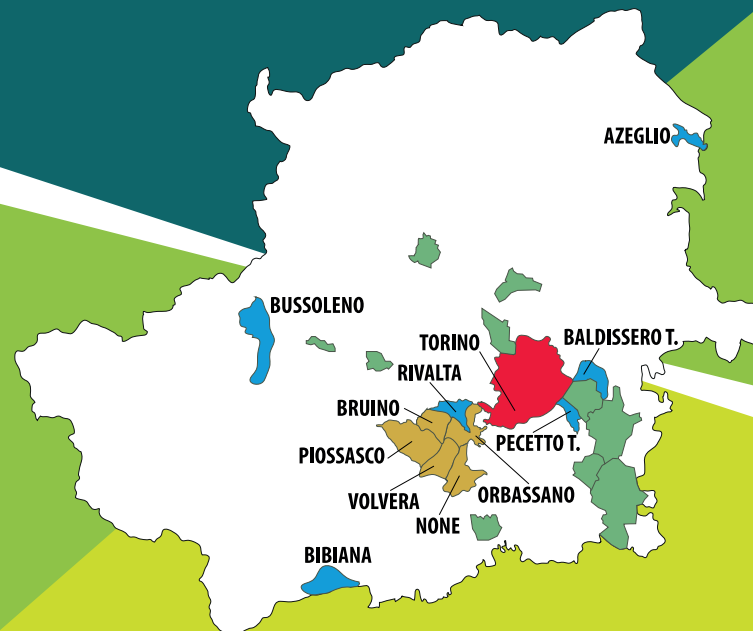 AZEGLIO
BUSSOLENO
TORINO
BALDISSERO T.
RIVALTA
BRUINO
PECETTO T.
PIOSSASCO
ORBASSANO
VOLVERA
NONE
BIBIANA